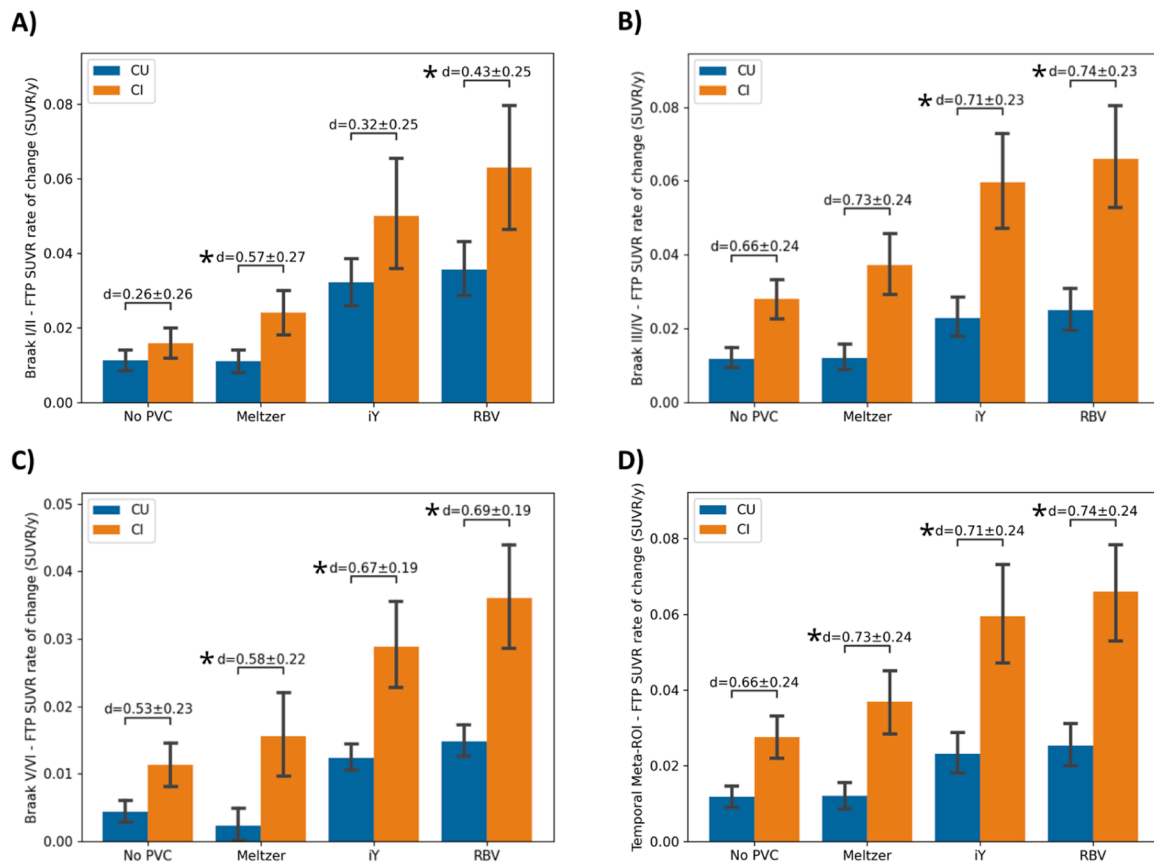 A)
Braak I/II - FTP SUVR rate of change (SUVR/y)
0.08
0.06
0.04
0.02
0.00
CU
CI
d=0.26±0.26
* d=0.57±0.27
d=0.32±0.25
* d=0.43±0.25
No PVC
Meltzer
iY
RBV
B)
Braak III/IV - FTP SUVR rate of change (SUVR/y)
0.08
0.06
0.04
0.02
0.00
CU
CI
d=0.66±0.24
d=0.73±0.24
* d=0.71±0.23
* d=0.74±0.23
No PVC
Meltzer
iY
RBV
C)
Braak V/VI - FTP SUVR rate of change (SUVR/y)
0.05
0.04
0.03
0.02
0.01
0.00
CU
CI
d=0.53±0.23
* d=0.58±0.22
* d=0.67±0.19
* d=0.69±0.19
No PVC
Meltzer
iY
RBV
D)
Temporal Meta-ROI - FTP SUVR rate of change (SUVR/y)
0.08
0.06
0.04
0.02
0.00
CU
CI
d=0.66±0.24
* d=0.73±0.24
* d=0.71±0.24
* d=0.74±0.24
No PVC
Meltzer
iY
RBV